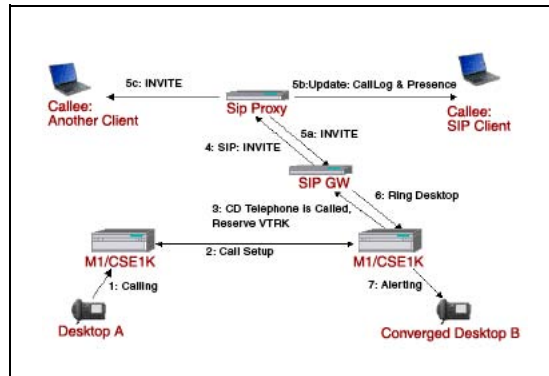 5c: INVITE
5b:Update: CallLog & Presence
Callee:
Another Client
Sip Proxy
Callee:
SIP Client
5a: INVITE
4: SIP: INVITE
SIP GW
6: Ring Desktop
3: CD Telephone is Called,
Reserve VTRK
M1/CSE1K
2: Call Setup
M1/CSE1K
1: Calling
7: Alerting
Desktop A
Converged Desktop B